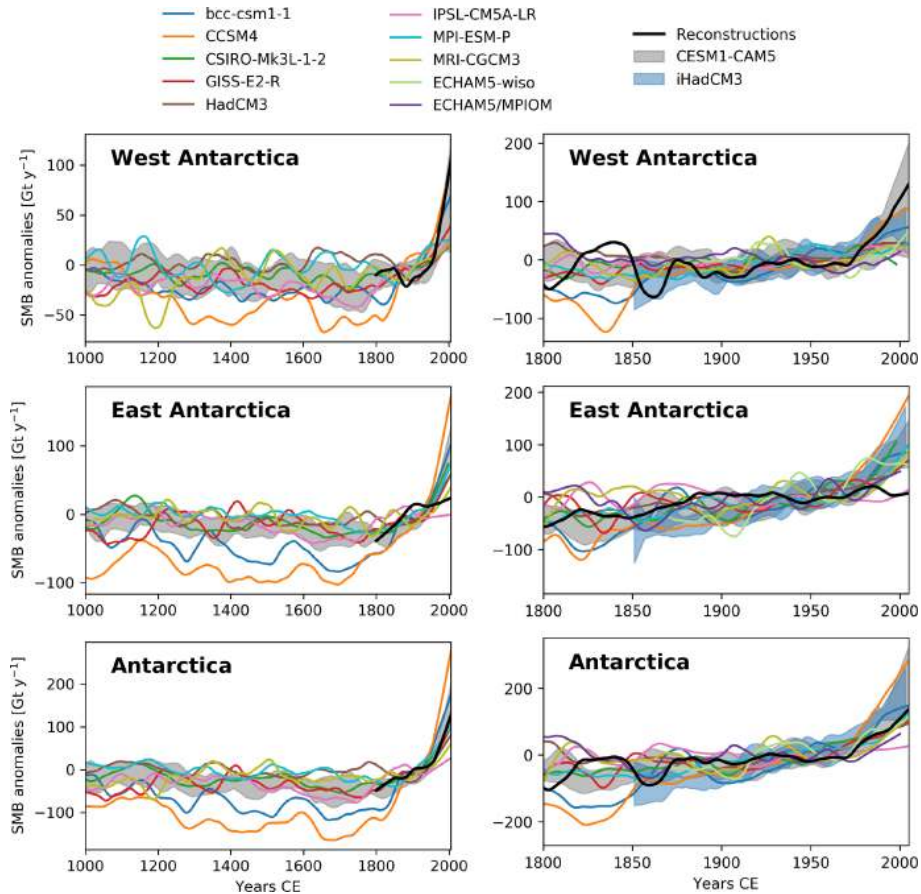 bcc-csm1-1
CCSM4
CSIRO-Mk3L-1-2
GISS-E2-R
HadCM3
IPSL-CM5A-LR
MPI-ESM-P
MRI-CGCM3
ECHAM5-wiso
ECHAM5/MPIOM
Reconstructions
CESM1-CAM5
iHadCM3
West Antarctica
SMB anomalies [Gt y⁻¹]
100
50
0
−50
1000 1200 1400 1600 1800 2000
West Antarctica
200
100
0
−100
1800 1850 1900 1950 2000
East Antarctica
SMB anomalies [Gt y⁻¹]
100
0
−100
1000 1200 1400 1600 1800 2000
East Antarctica
200
100
0
−100
1800 1850 1900 1950 2000
Antarctica
SMB anomalies [Gt y⁻¹]
200
100
0
−100
1000 1200 1400 1600 1800 2000
Years CE
Antarctica
200
0
−200
1800 1850 1900 1950 2000
Years CE